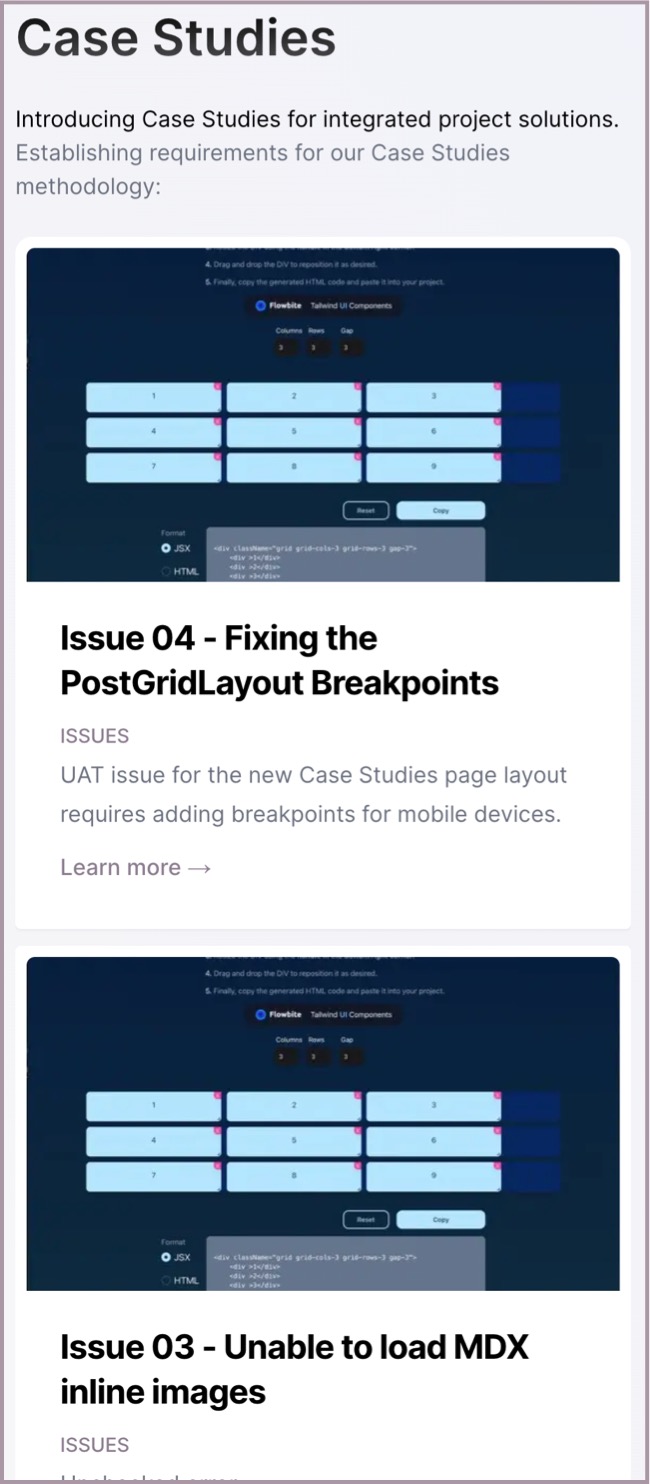 Case Studies
Introducing Case Studies for integrated project solutions.
Establishing requirements for our Case Studies
methodology:
4. Drag and drop the DIV to reposition it as desired.
5. Finally, copy the generated HTML code and paste it into your project.
Flowbite Tailwind UI Components
Columns Rows Gap
3 3 3
1 2 3
4 5 6
7 8 9
Reset Copy
Format
JSX
HTML
<div className="grid grid-cols-3 grid-rows-3 gap-3">
<div >1</div>
<div >2</div>
<div >3</div>
Issue 04 - Fixing the
PostGridLayout Breakpoints
ISSUES
UAT issue for the new Case Studies page layout
requires adding breakpoints for mobile devices.
Learn more →
4. Drag and drop the DIV to reposition it as desired.
5. Finally, copy the generated HTML code and paste it into your project.
Flowbite Tailwind UI Components
Columns Rows Gap
3 3 3
1 2 3
4 5 6
7 8 9
Reset Copy
Format
JSX
HTML
<div className="grid grid-cols-3 grid-rows-3 gap-3">
<div >1</div>
<div >2</div>
<div >3</div>
Issue 03 - Unable to load MDX
inline images
ISSUES